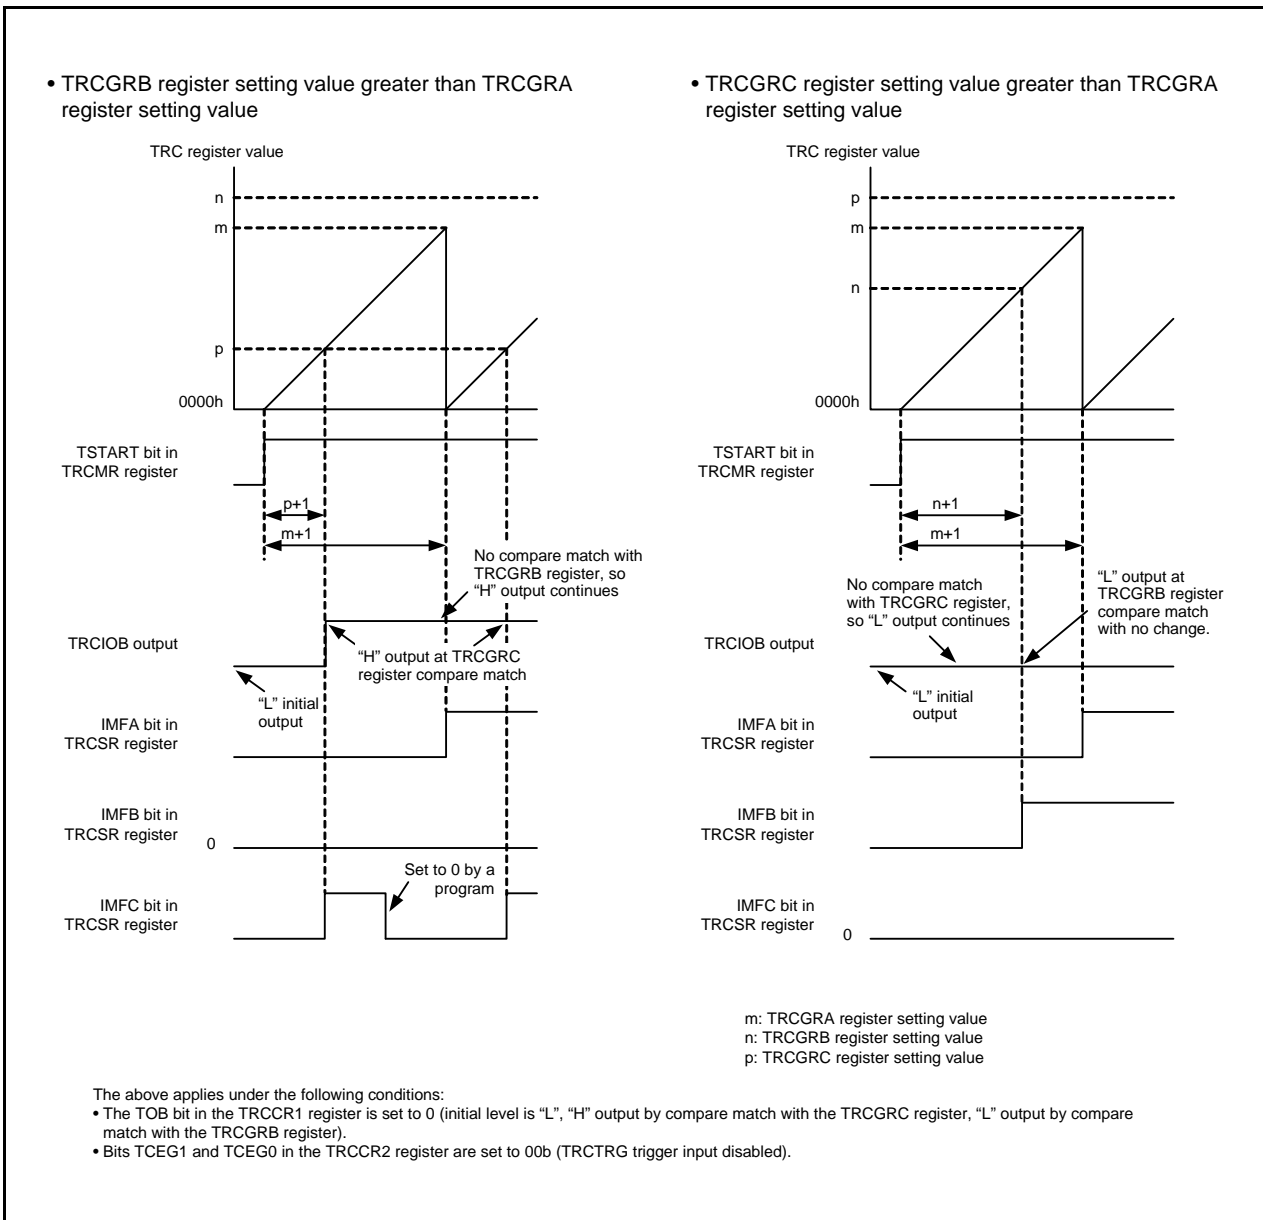 • TRCGRB register setting value greater than TRCGRA
register setting value
TRC register value
n
m
p
0000h
TSTART bit in
TRCMR register
p+1
m+1
No compare match with
TRCGRB register, so
“H” output continues
TRCIOB output
“H” output at TRCGRC
register compare match
“L” initial
output
IMFA bit in
TRCSR register
IMFB bit in
TRCSR register
0
Set to 0 by a
program
IMFC bit in
TRCSR register
• TRCGRC register setting value greater than TRCGRA
register setting value
TRC register value
p
m
n
0000h
TSTART bit in
TRCMR register
n+1
m+1
No compare match
with TRCGRC register,
so “L” output continues
“L” output at
TRCGRB register
compare match
with no change.
TRCIOB output
“L” initial
output
IMFA bit in
TRCSR register
IMFB bit in
TRCSR register
IMFC bit in
TRCSR register
0
m: TRCGRA register setting value
n: TRCGRB register setting value
p: TRCGRC register setting value
The above applies under the following conditions:
• The TOB bit in the TRCCR1 register is set to 0 (initial level is “L”, “H” output by compare match with the TRCGRC register, “L” output by compare
match with the TRCGRB register).
• Bits TCEG1 and TCEG0 in the TRCCR2 register are set to 00b (TRCTRG trigger input disabled).